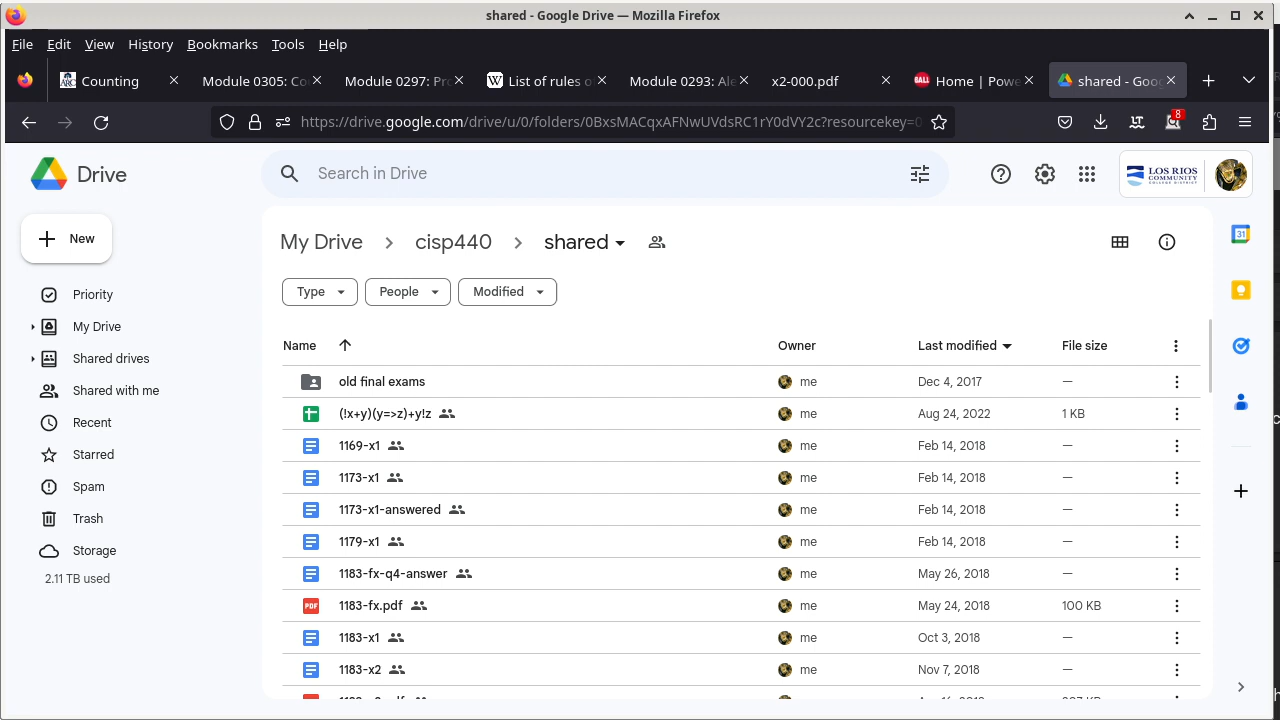 shared - Google Drive — Mozilla Firefox
File Edit View History Bookmarks Tools Help
Counting Module 0305: Co Module 0297: Pro List of rules o Module 0293: Ale x2-000.pdf Home | Powe shared - Goog
https://drive.google.com/drive/u/0/folders/0BxsMACqxAFNwUVdsRC1rY0dVY2c?resourcekey=0 8
Drive Search in Drive LOS RIOS COMMUNITY COLLEGE DISTRICT
New
Priority
My Drive
Shared drives
Shared with me
Recent
Starred
Spam
Trash
Storage
2.11 TB used
My Drive cisp440 shared
Type People Modified
Name Owner Last modified File size
old final exams me Dec 4, 2017 —
(!x+y)(y=>z)+y!z me Aug 24, 2022 1 KB
1169-x1 me Feb 14, 2018 —
1173-x1 me Feb 14, 2018 —
1173-x1-answered me Feb 14, 2018 —
1179-x1 me Feb 14, 2018 —
1183-fx-q4-answer me May 26, 2018 —
PDF 1183-fx.pdf me May 24, 2018 100 KB
1183-x1 me Oct 3, 2018 —
1183-x2 me Nov 7, 2018 —
31